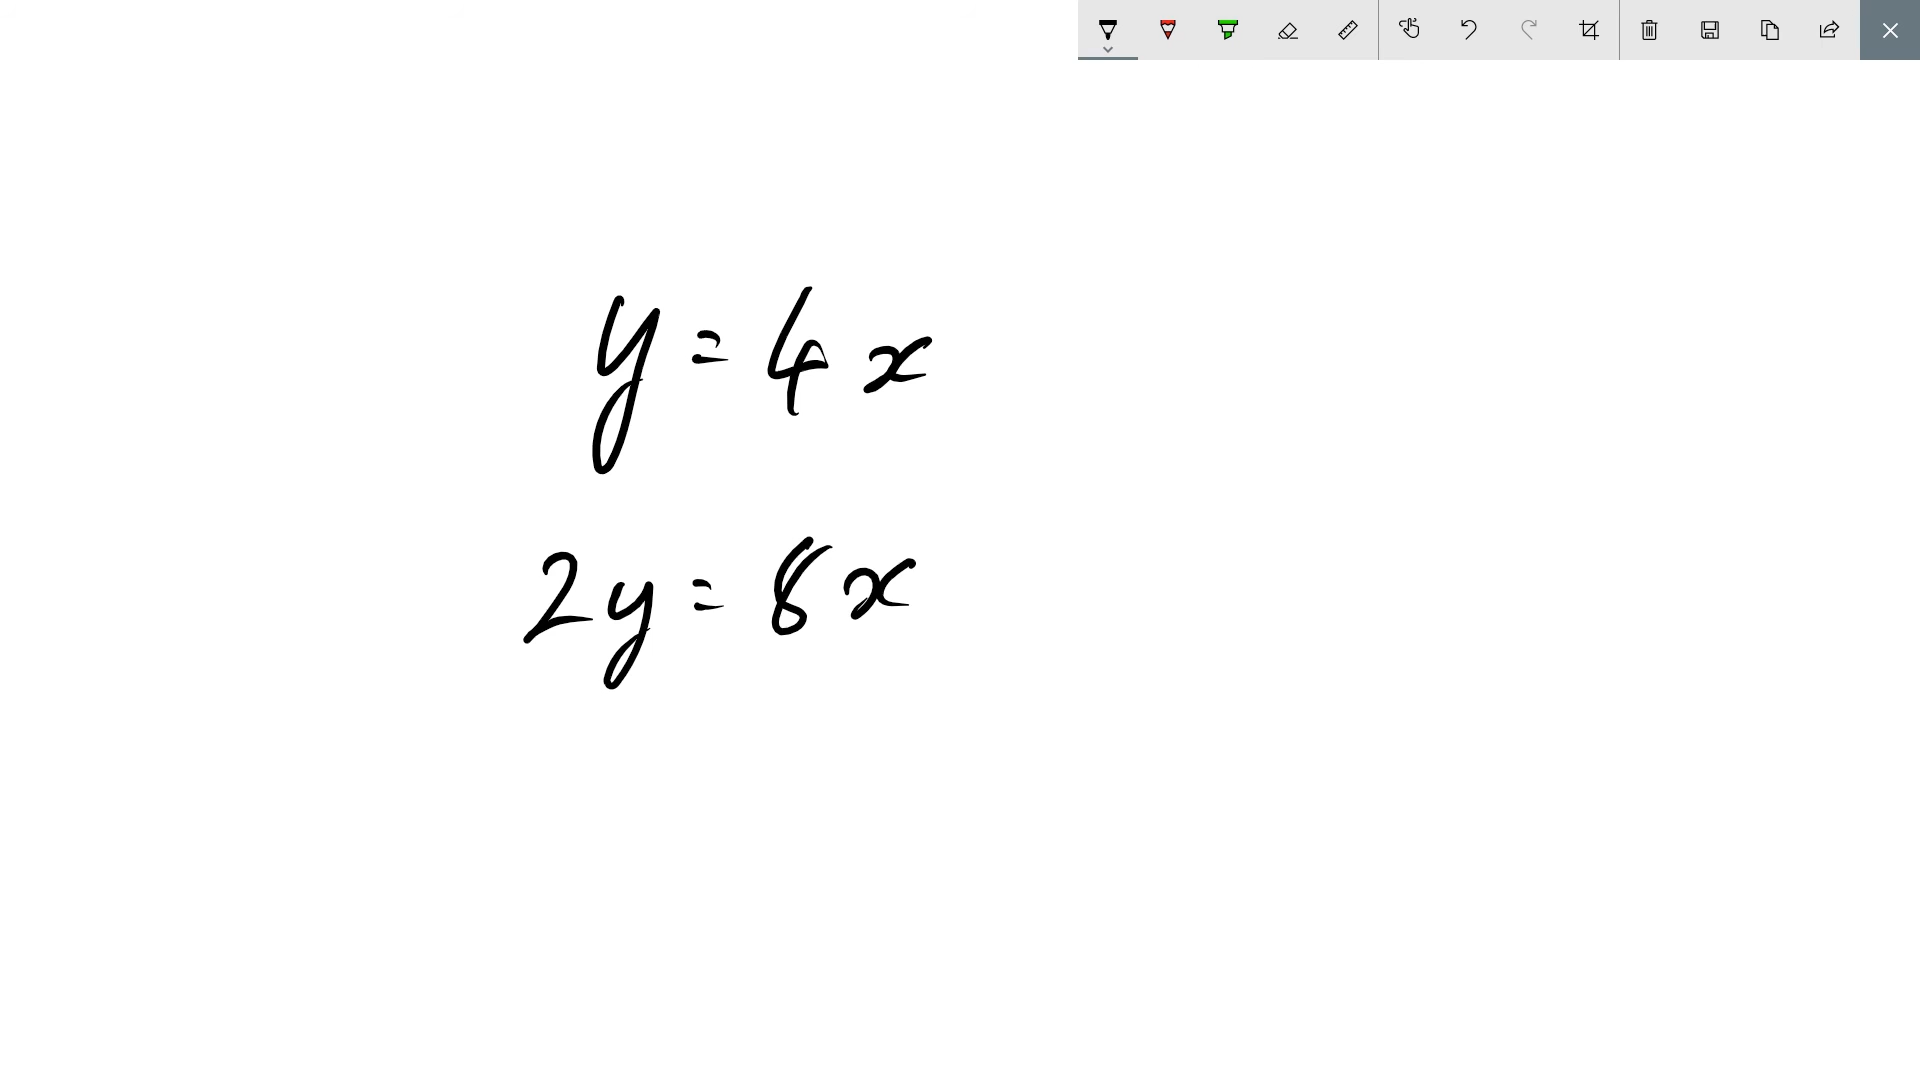 y = 4x
2y = 8x